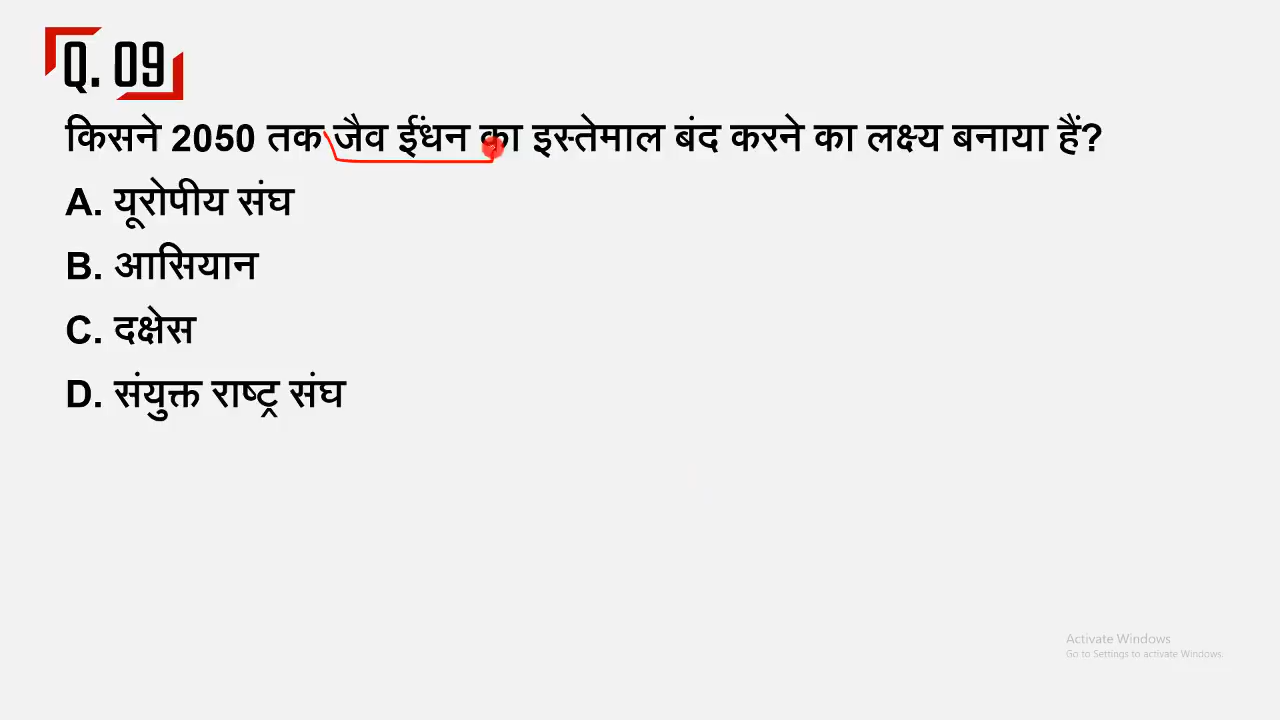 Q. 09
किसने 2050 तक जैव ईंधन का इस्तेमाल बंद करने का लक्ष्य बनाया हैं?
A. यूरोपीय संघ
B. आसियान
C. दक्षेस
D. संयुक्त राष्ट्र संघ
Activate Windows
Go to Settings to activate Windows.